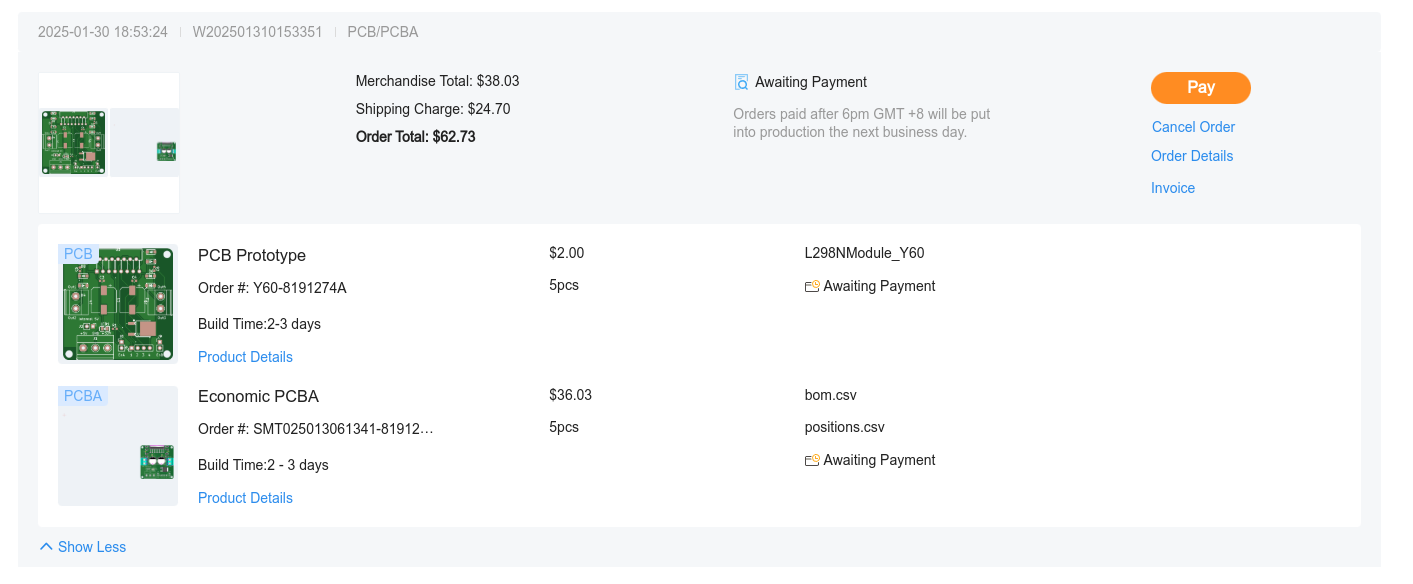 2025-01-30 18:53:24 W202501310153351 PCB/PCBA
Merchandise Total: $38.03
Shipping Charge: $24.70
Order Total: $62.73
Awaiting Payment
Orders paid after 6pm GMT +8 will be put
into production the next business day.
Pay
Cancel Order
Order Details
Invoice
PCB
PCB Prototype
Order #: Y60-8191274A
Build Time:2-3 days
Product Details
$2.00
5pcs
L298NModule_Y60
Awaiting Payment
PCBA
Economic PCBA
Order #: SMT025013061341-81912…
Build Time:2 - 3 days
Product Details
$36.03
5pcs
bom.csv
positions.csv
Awaiting Payment
Show Less